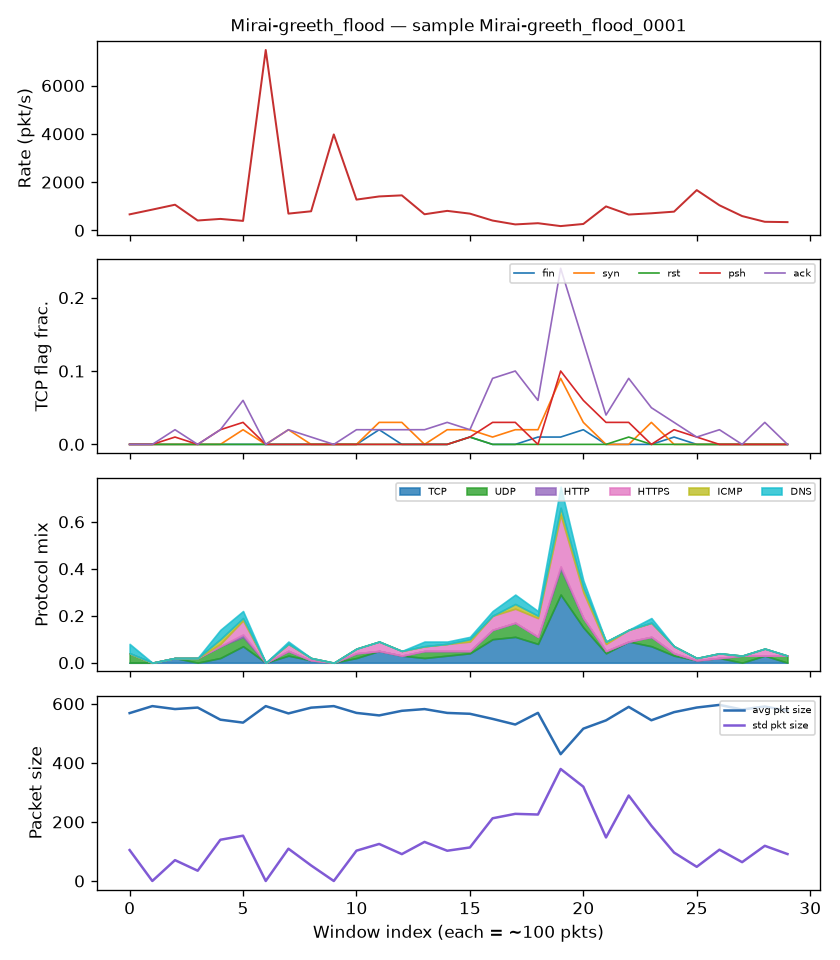 Mirai-greeth_flood — sample Mirai-greeth_flood_0001
6000
4000
2000
0
Rate (pkt/s)
fin syn rst psh ack
0.2
0.1
0.0
TCP flag frac.
TCP UDP HTTP HTTPS ICMP DNS
0.6
0.4
0.2
0.0
Protocol mix
avg pkt size
std pkt size
600
400
200
0
Packet size
0 5 10 15 20 25 30
Window index (each = ~100 pkts)